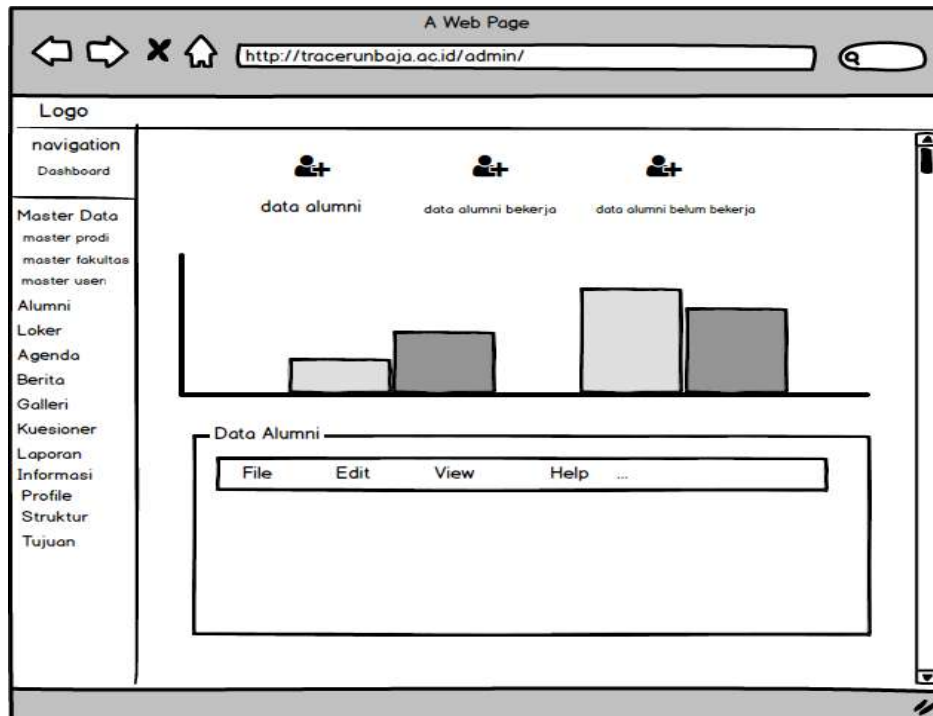 A Web Page
http://tracerunbaja.ac.id/admin/
Logo
navigation
Dashboard
Master Data
master prodi
master fakultas
master user
Alumni
Loker
Agenda
Berita
Galleri
Kuesioner
Laporan
Informasi
Profile
Struktur
Tujuan
data alumni
data alumni bekerja
data alumni belum bekerja
Data Alumni
File Edit View Help ...